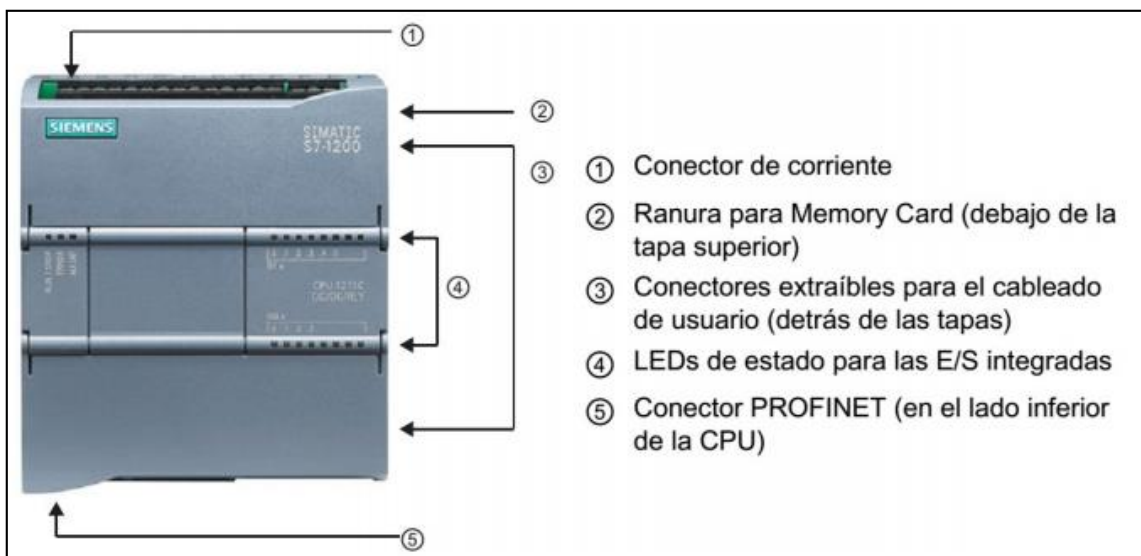 ①
②
SIEMENS
SIMATIC
S7-1200
③
④
CPU 1211C
DC/DC/RLY
⑤
① Conector de corriente
② Ranura para Memory Card (debajo de la
tapa superior)
③ Conectores extraíbles para el cableado
de usuario (detrás de las tapas)
④ LEDs de estado para las E/S integradas
⑤ Conector PROFINET (en el lado inferior
de la CPU)